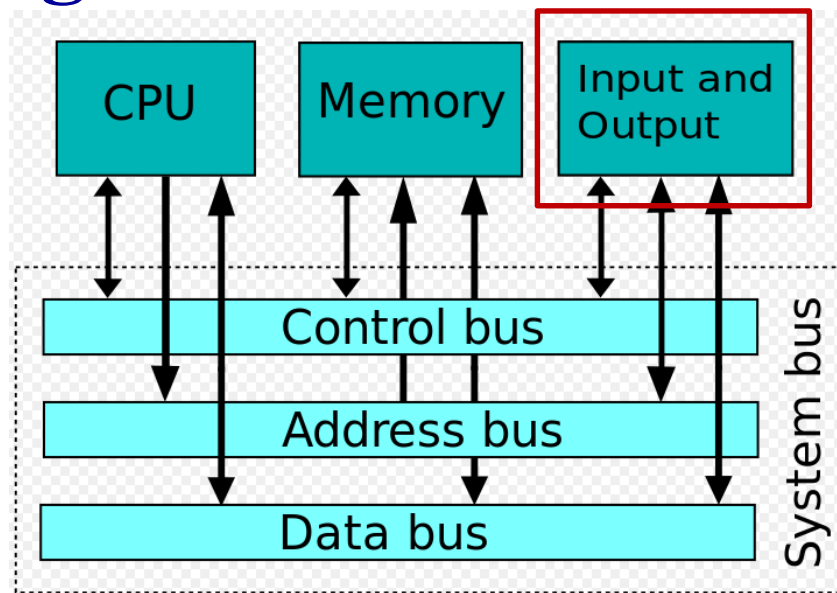 g
CPU
Memory
Input and
Output
Control bus
Address bus
Data bus
System bus